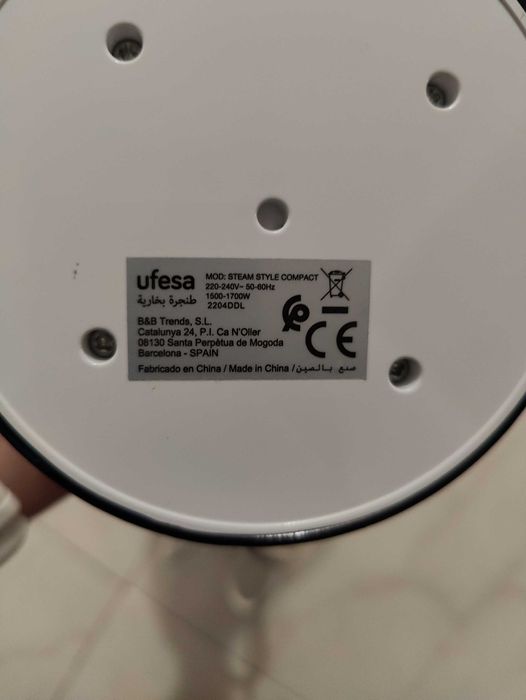 ufesa
طنجرة بخارية
MOD: STEAM STYLE COMPACT
220-240V~ 50-60Hz
1500-1700W
2204DDL
B&B Trends, S.L.
Catalunya 24, P.I. Ca N'Oller
08130 Santa Perpètua de Mogoda
Barcelona - SPAIN
CE
Fabricado en China / Made in China / صنع بالصين